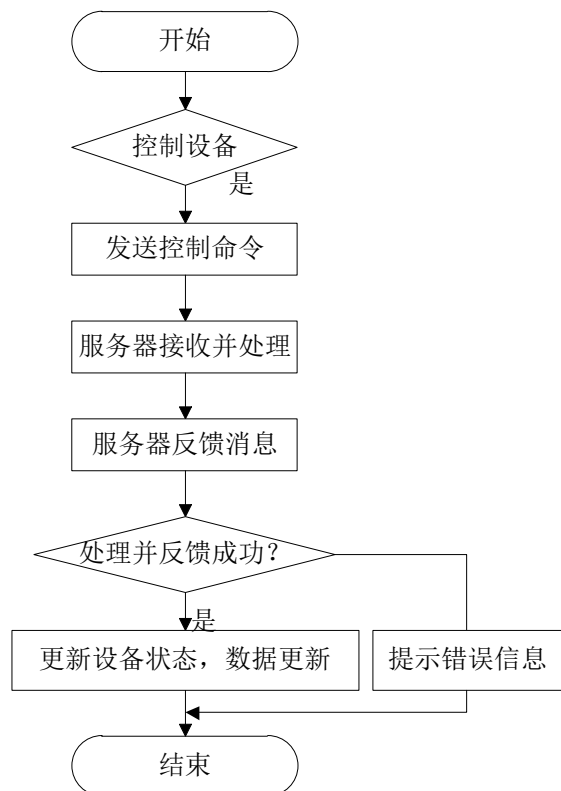 开始
控制设备
是
发送控制命令
服务器接收并处理
服务器反馈消息
处理并反馈成功？
是
更新设备状态，数据更新
提示错误信息
结束